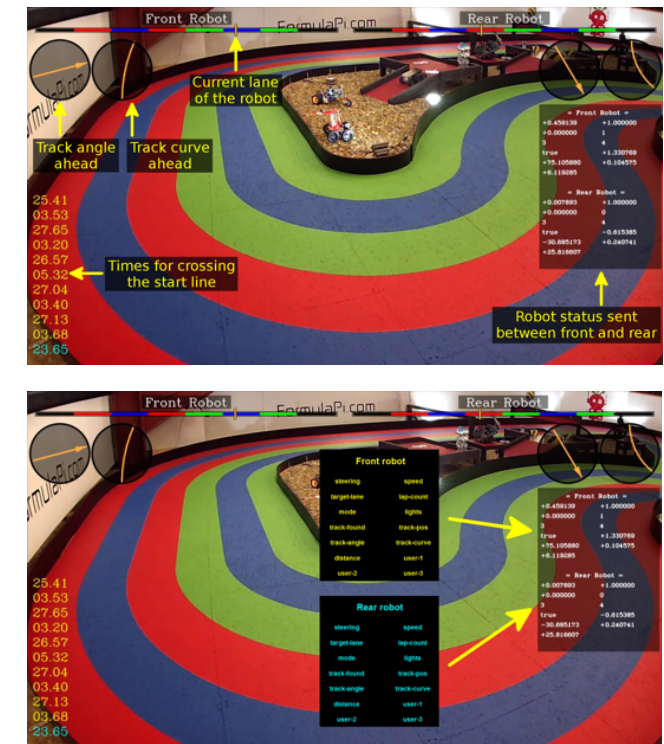 Front Robot
FormulaPi.com
Rear Robot
Current lane
of the robot
Track angle
ahead
Track curve
ahead
25.41
03.53
27.65
03.20
26.57
05.32
27.04
03.40
27.13
03.68
23.65
Times for crossing
the start line
= Front Robot =
+0.459139 +1.000000
+0.000000 1
3 4
true +1.330769
+75.105880 +0.104575
+6.119285
= Rear Robot =
+0.007893 +1.000000
+0.000000 0
3 4
true -0.615385
-30.685173 +0.240741
+25.816607
Robot status sent
between front and rear
Front Robot
FormulaPi.com
Rear Robot
Front robot
steering speed
target-lane lap-count
mode lights
track-found track-pos
track-angle track-curve
distance user-1
user-2 user-3
Rear robot
steering speed
target-lane lap-count
mode lights
track-found track-pos
track-angle track-curve
distance user-1
user-2 user-3
= Front Robot =
+0.459139 +1.000000
+0.000000 1
3 4
true +1.330769
+75.105880 +0.104575
+6.119285
= Rear Robot =
+0.007893 +1.000000
+0.000000 0
3 4
true -0.615385
-30.685173 +0.240741
+25.816607
25.41
03.53
27.65
03.20
26.57
05.32
27.04
03.40
27.13
03.68
23.65